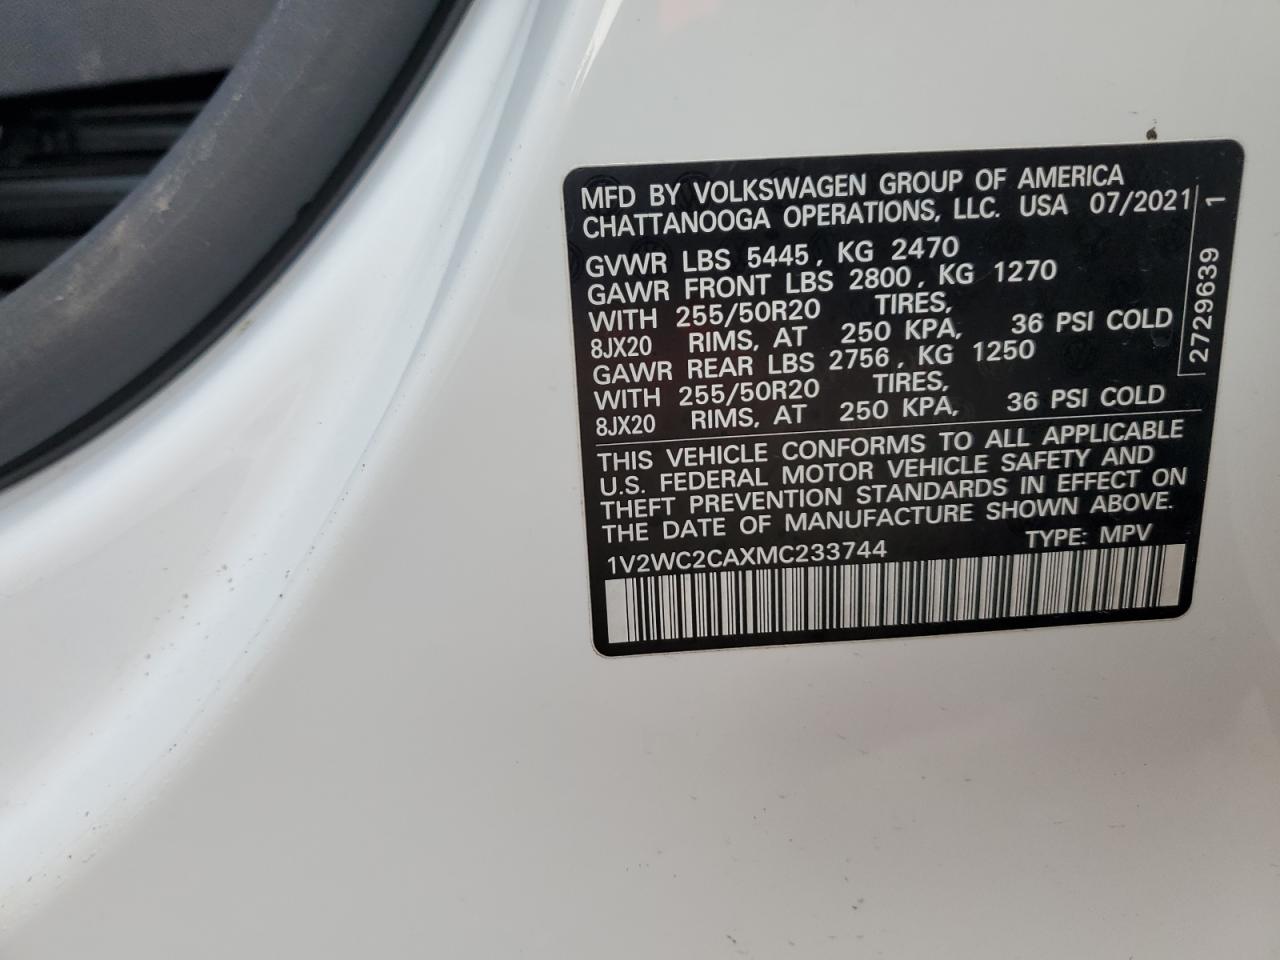 MFD BY VOLKSWAGEN GROUP OF AMERICA
CHATTANOOGA OPERATIONS, LLC. USA 07/2021
GVWR LBS 5445, KG 2470
GAWR FRONT LBS 2800, KG 1270
WITH 255/50R20 TIRES,
8JX20 RIMS, AT 250 KPA, 36 PSI COLD
GAWR REAR LBS 2756, KG 1250
WITH 255/50R20 TIRES,
8JX20 RIMS, AT 250 KPA, 36 PSI COLD
THIS VEHICLE CONFORMS TO ALL APPLICABLE
U.S. FEDERAL MOTOR VEHICLE SAFETY AND
THEFT PREVENTION STANDARDS IN EFFECT ON
THE DATE OF MANUFACTURE SHOWN ABOVE.
1V2WC2CAXMC233744 TYPE: MPV
2729639 1